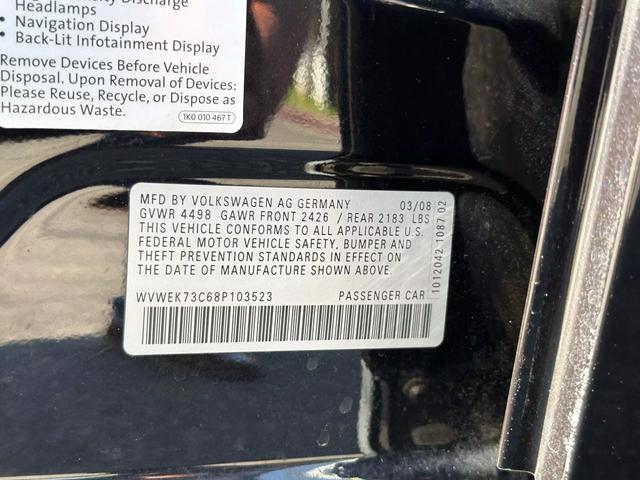 Discharge
Headlamps
• Navigation Display
• Back-Lit Infotainment Display
Remove Devices Before Vehicle
Disposal. Upon Removal of Devices:
Please Reuse, Recycle, or Dispose as
Hazardous Waste.
1K0 010 467 T
MFD BY VOLKSWAGEN AG GERMANY 03/08
GVWR 4498 GAWR FRONT 2426 / REAR 2183 LBS
THIS VEHICLE CONFORMS TO ALL APPLICABLE U.S.
FEDERAL MOTOR VEHICLE SAFETY, BUMPER AND
THEFT PREVENTION STANDARDS IN EFFECT ON
THE DATE OF MANUFACTURE SHOWN ABOVE.
WVWEK73C68P103523 PASSENGER CAR
1012042 1087 02